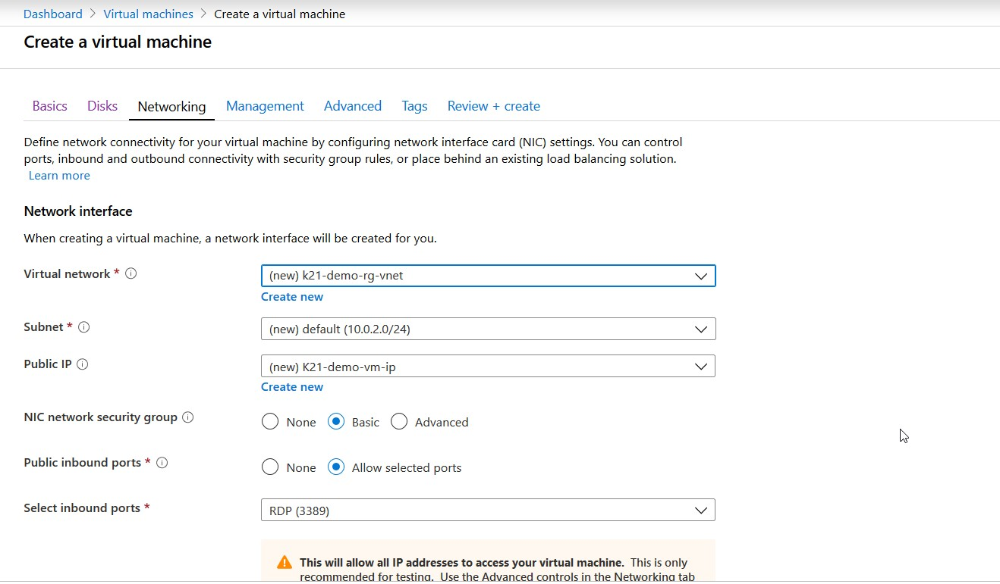 Dashboard > Virtual machines > Create a virtual machine
Create a virtual machine
Basics Disks Networking Management Advanced Tags Review + create
Define network connectivity for your virtual machine by configuring network interface card (NIC) settings. You can control
ports, inbound and outbound connectivity with security group rules, or place behind an existing load balancing solution.
Learn more
Network interface
When creating a virtual machine, a network interface will be created for you.
Virtual network * (new) k21-demo-rg-vnet
Create new
Subnet * (new) default (10.0.2.0/24)
Public IP (new) K21-demo-vm-ip
Create new
NIC network security group None Basic Advanced
Public inbound ports * None Allow selected ports
Select inbound ports * RDP (3389)
This will allow all IP addresses to access your virtual machine. This is only
recommended for testing. Use the Advanced controls in the Networking tab